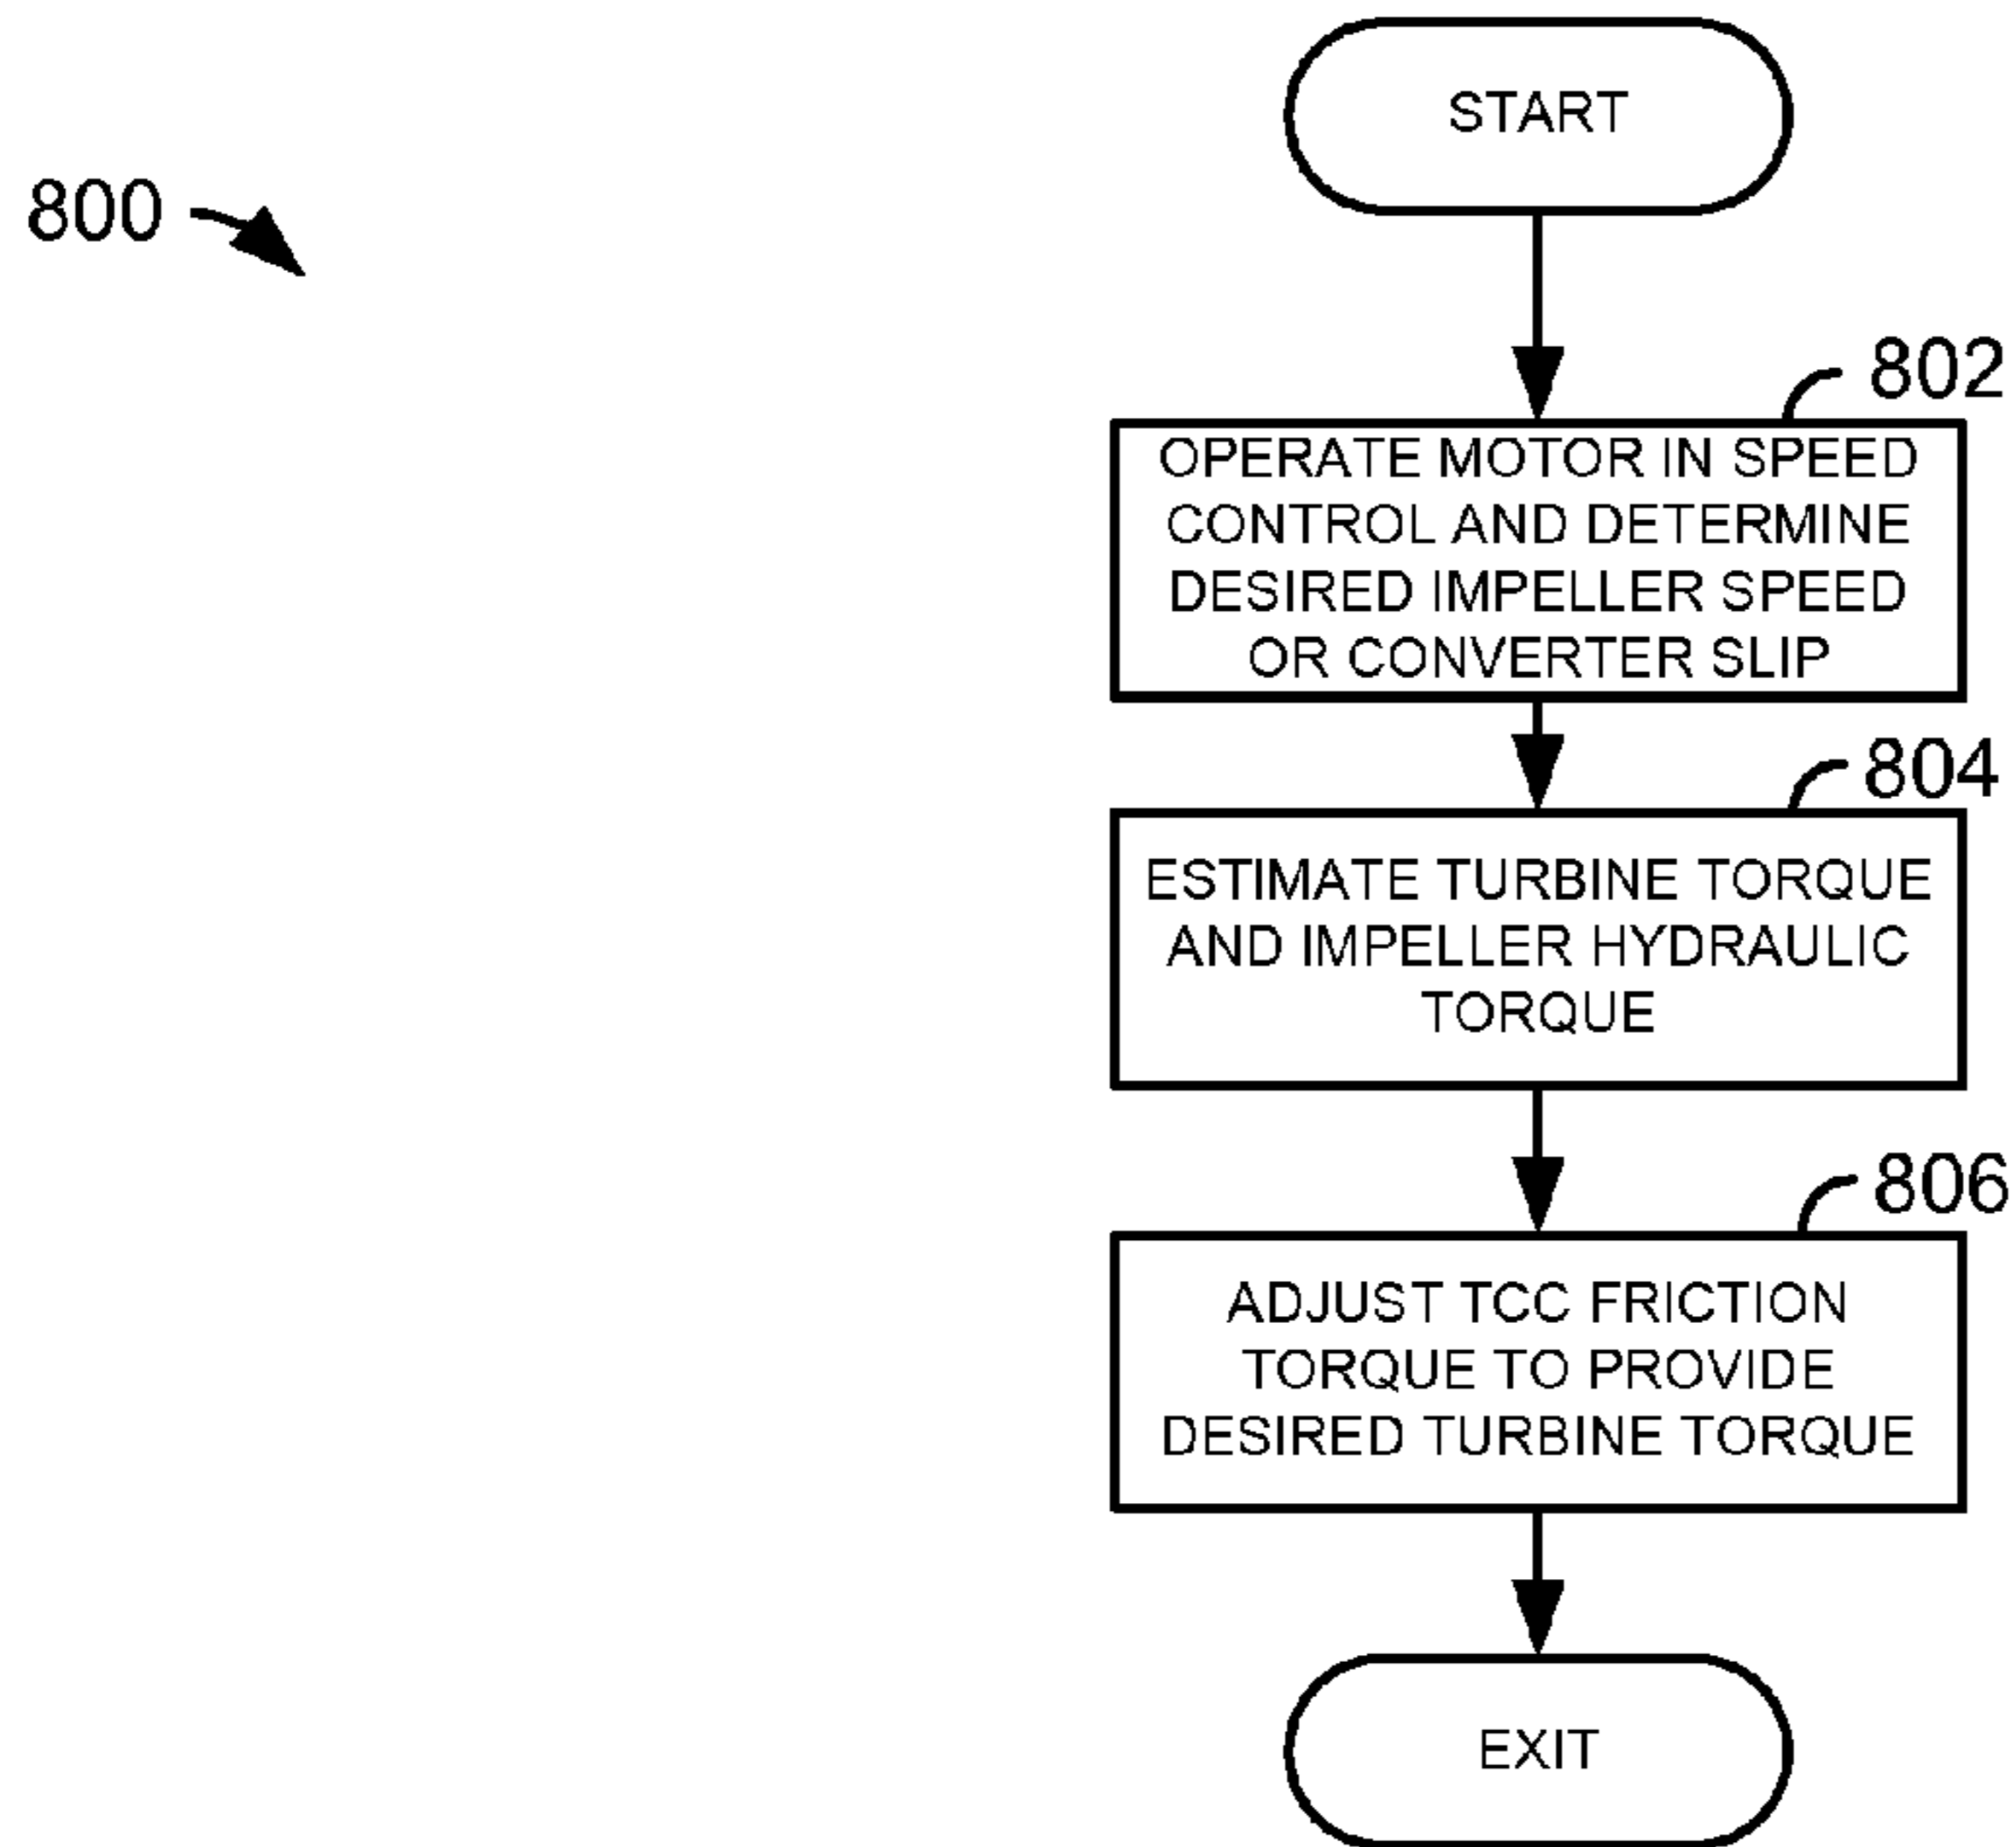 START
800
802
OPERATE MOTOR IN SPEED
CONTROL AND DETERMINE
DESIRED IMPELLER SPEED
OR CONVERTER SLIP
804
ESTIMATE TURBINE TORQUE
AND IMPELLER HYDRAULIC
TORQUE
806
ADJUST TCC FRICTION
TORQUE TO PROVIDE
DESIRED TURBINE TORQUE
EXIT